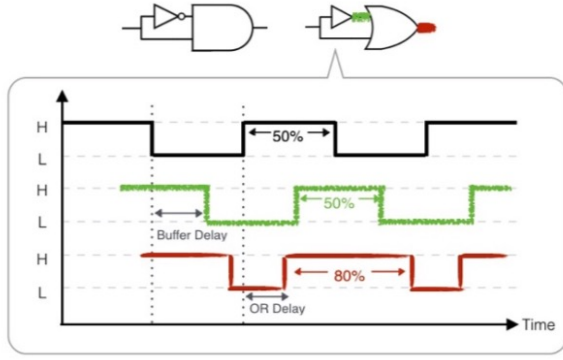 H
50%
L
H
50%
L
Buffer Delay
H
80%
L
OR Delay
Time